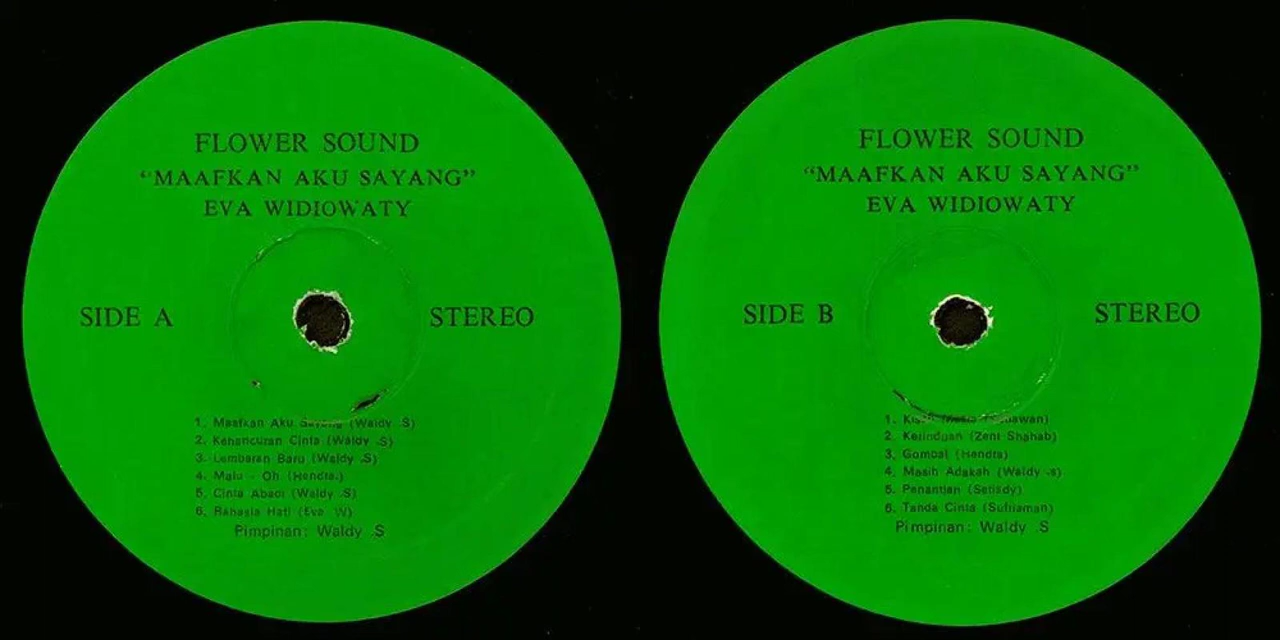 FLOWER SOUND
“MAAFKAN AKU SAYANG”
EVA WIDIOWATY
SIDE A
STEREO
1. Maafkan Aku Sayang (Waldy .S)
2. Kehancuran Cinta (Waldy .S)
3. Lembaran Baru (Waldy .S)
4. Malu - Oh (Hendra.)
5. Cinta Abadi (Waldy .S)
6. Rahasia Hati (Eva .W)
Pimpinan: Waldy .S
FLOWER SOUND
“MAAFKAN AKU SAYANG”
EVA WIDIOWATY
SIDE B
STEREO
1.
2. Kerinduan (Zent Shahab)
3. Gombal (Hendra)
4. Masih Adakah (Waldy .s)
5. Penantian (Setiady)
6. Tanda Cinta (Sufriaman)
Pimpinan: Waldy .S